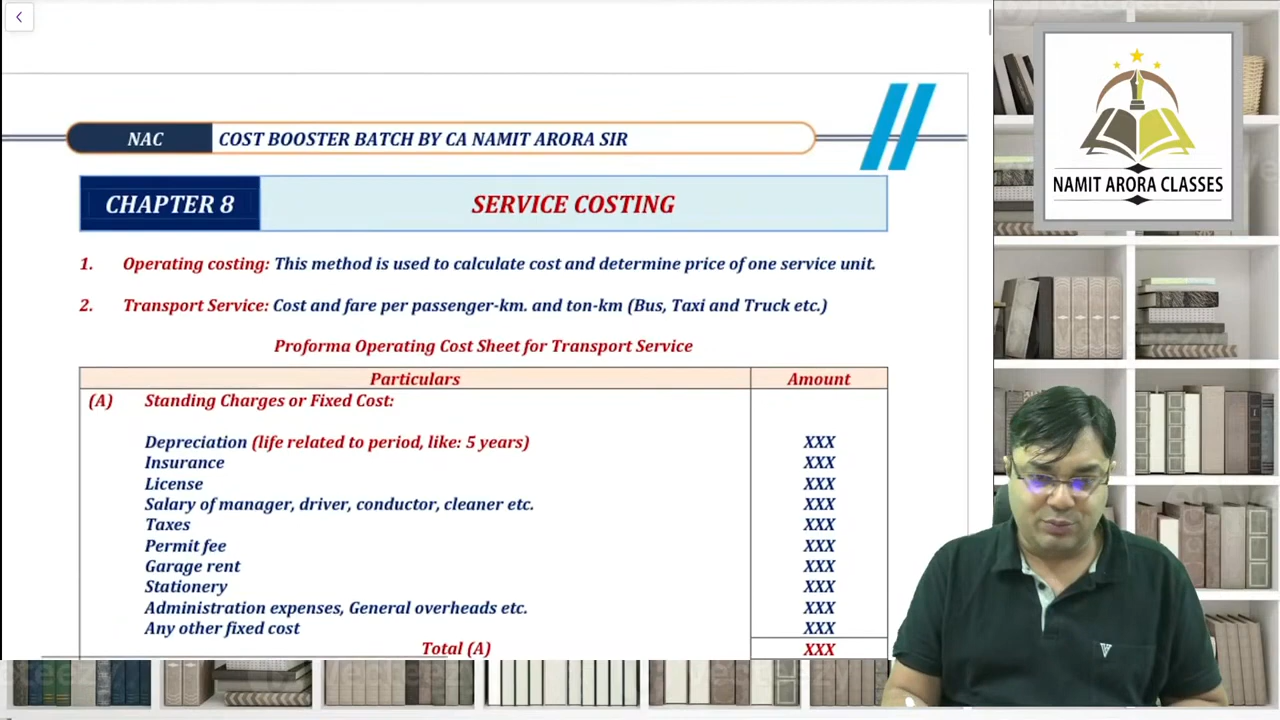 NAC COST BOOSTER BATCH BY CA NAMIT ARORA SIR
CHAPTER 8 SERVICE COSTING
1. Operating costing: This method is used to calculate cost and determine price of one service unit.
2. Transport Service: Cost and fare per passenger-km. and ton-km (Bus, Taxi and Truck etc.)
Proforma Operating Cost Sheet for Transport Service
Particulars Amount
(A) Standing Charges or Fixed Cost:
Depreciation (life related to period, like: 5 years) XXX
Insurance XXX
License XXX
Salary of manager, driver, conductor, cleaner etc. XXX
Taxes XXX
Permit fee XXX
Garage rent XXX
Stationery XXX
Administration expenses, General overheads etc. XXX
Any other fixed cost XXX
Total (A) XXX
NAMIT ARORA CLASSES